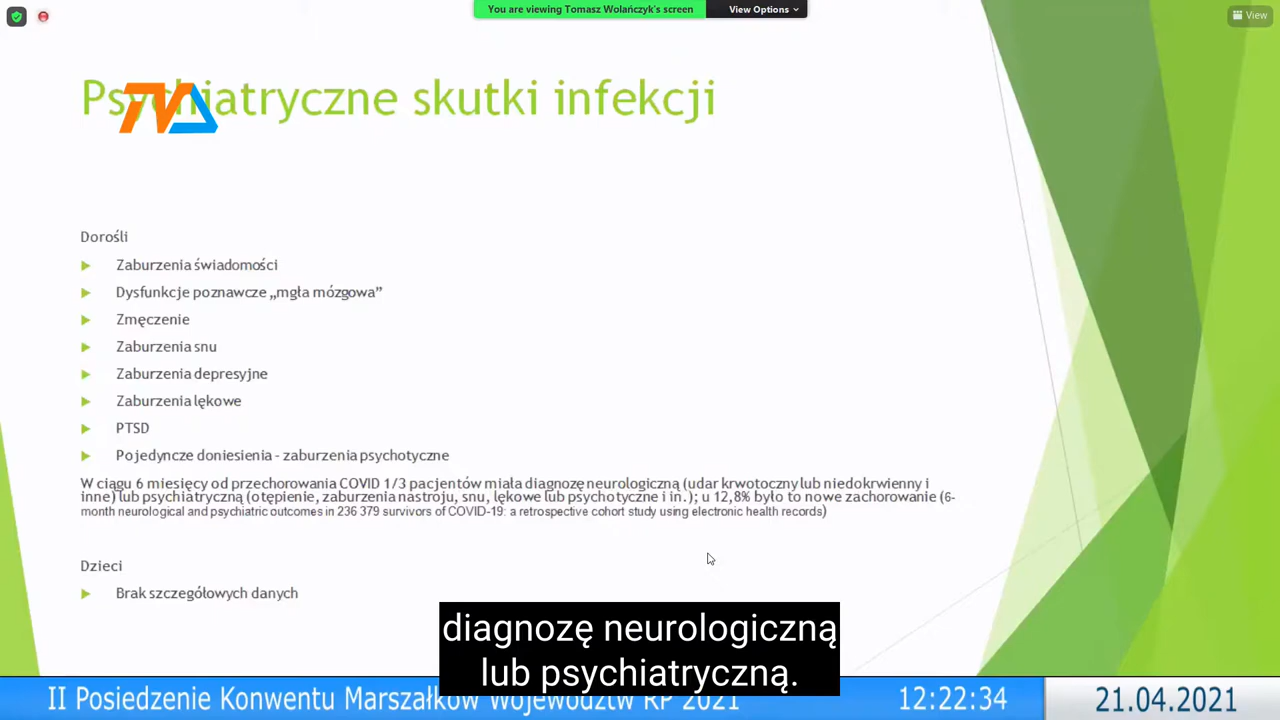 You are viewing Tomasz Wolańczyk's screen
View Options
View
Psychiatryczne skutki infekcji
TVA
Dorośli
Zaburzenia świadomości
Dysfunkcje poznawcze „mgła mózgowa”
Zmęczenie
Zaburzenia snu
Zaburzenia depresyjne
Zaburzenia lękowe
PTSD
Pojedyncze doniesienia - zaburzenia psychotyczne
W ciągu 6 miesięcy od przechorowania COVID 1/3 pacjentów miała diagnozę neurologiczną (udar krwotoczny lub niedokrwienny i
inne) lub psychiatryczną (otępienie, zaburzenia nastroju, snu, lękowe lub psychotyczne i in.); u 12,8% było to nowe zachorowanie (6-
month neurological and psychiatric outcomes in 236 379 survivors of COVID-19: a retrospective cohort study using electronic health records)
Dzieci
Brak szczegółowych danych
diagnozę neurologiczną
lub psychiatryczną.
II Posiedzenie Konwentu Marszałków Województw RP 2021
12:22:34
21.04.2021